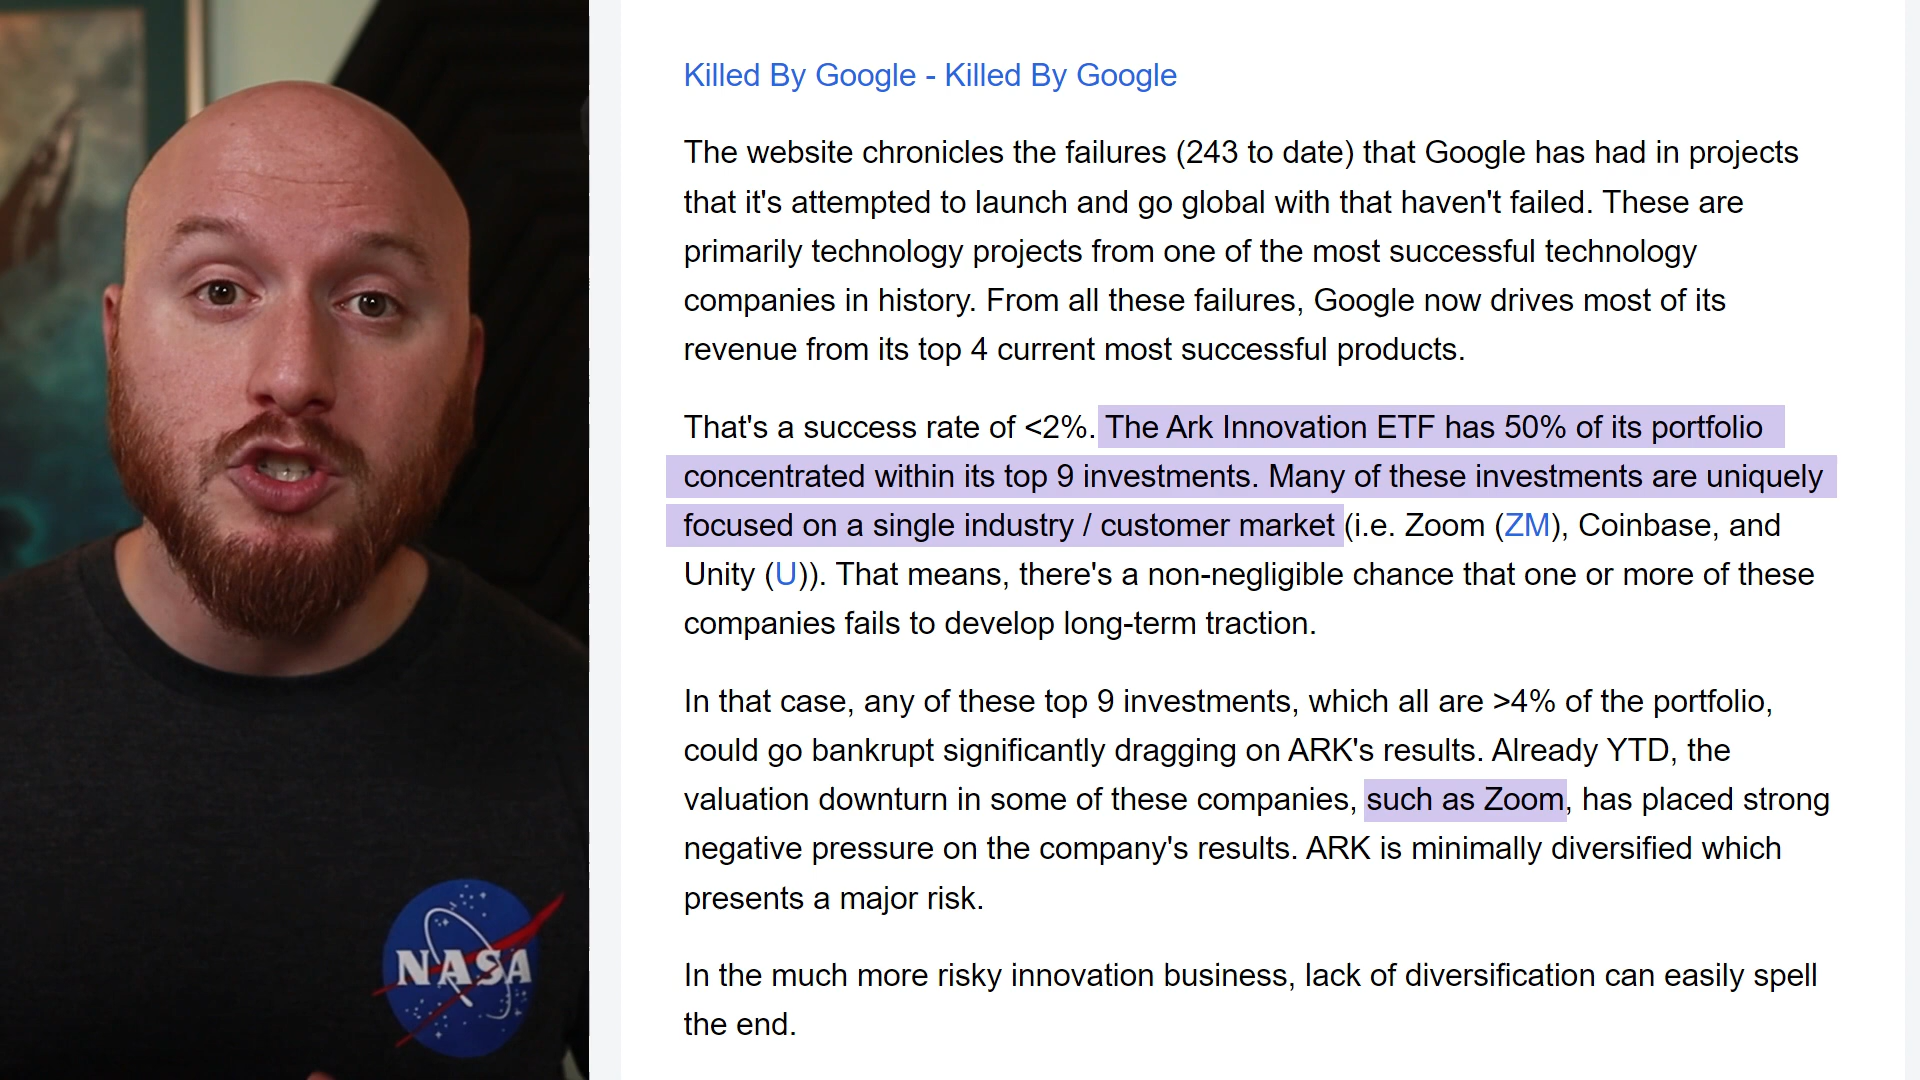 Killed By Google - Killed By Google
The website chronicles the failures (243 to date) that Google has had in projects
that it's attempted to launch and go global with that haven't failed. These are
primarily technology projects from one of the most successful technology
companies in history. From all these failures, Google now drives most of its
revenue from its top 4 current most successful products.
That's a success rate of <2%. The Ark Innovation ETF has 50% of its portfolio
concentrated within its top 9 investments. Many of these investments are uniquely
focused on a single industry / customer market (i.e. Zoom (ZM), Coinbase, and
Unity (U)). That means, there's a non-negligible chance that one or more of these
companies fails to develop long-term traction.
In that case, any of these top 9 investments, which all are >4% of the portfolio,
could go bankrupt significantly dragging on ARK's results. Already YTD, the
valuation downturn in some of these companies, such as Zoom, has placed strong
negative pressure on the company's results. ARK is minimally diversified which
presents a major risk.
In the much more risky innovation business, lack of diversification can easily spell
the end.
NASA